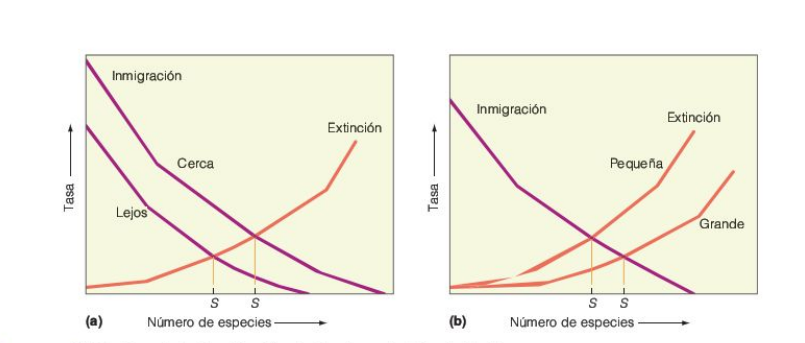 Inmigración
Extinción
Cerca
Lejos
Tasa
S
S
(a)
Número de especies
Inmigración
Extinción
Pequeña
Grande
Tasa
S
S
(b)
Número de especies